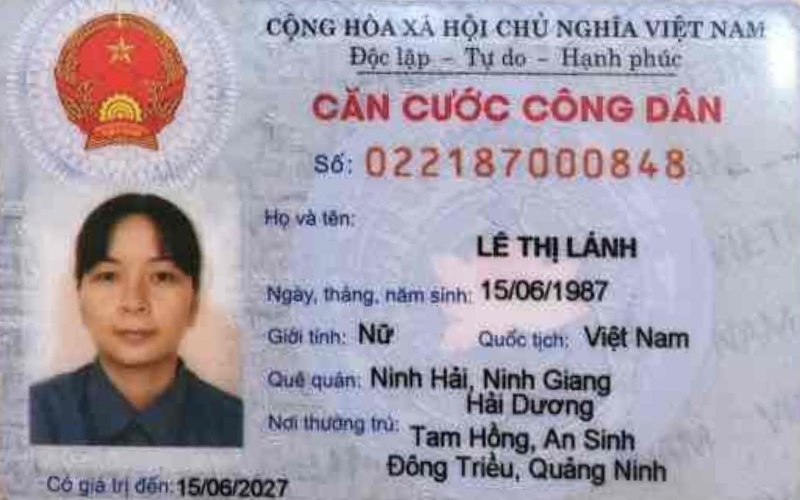 CỘNG HÒA XÃ HỘI CHỦ NGHĨA VIỆT NAM
Độc lập - Tự do - Hạnh phúc
CĂN CƯỚC CÔNG DÂN
Số: 022187000848
Họ và tên:
LÊ THỊ LÁNH
Ngày, tháng, năm sinh: 15/06/1987
Giới tính: Nữ Quốc tịch: Việt Nam
Quê quán: Ninh Hải, Ninh Giang
Hải Dương
Nơi thường trú:
Tam Hồng, An Sinh
Đông Triều, Quảng Ninh
Có giá trị đến: 15/06/2027